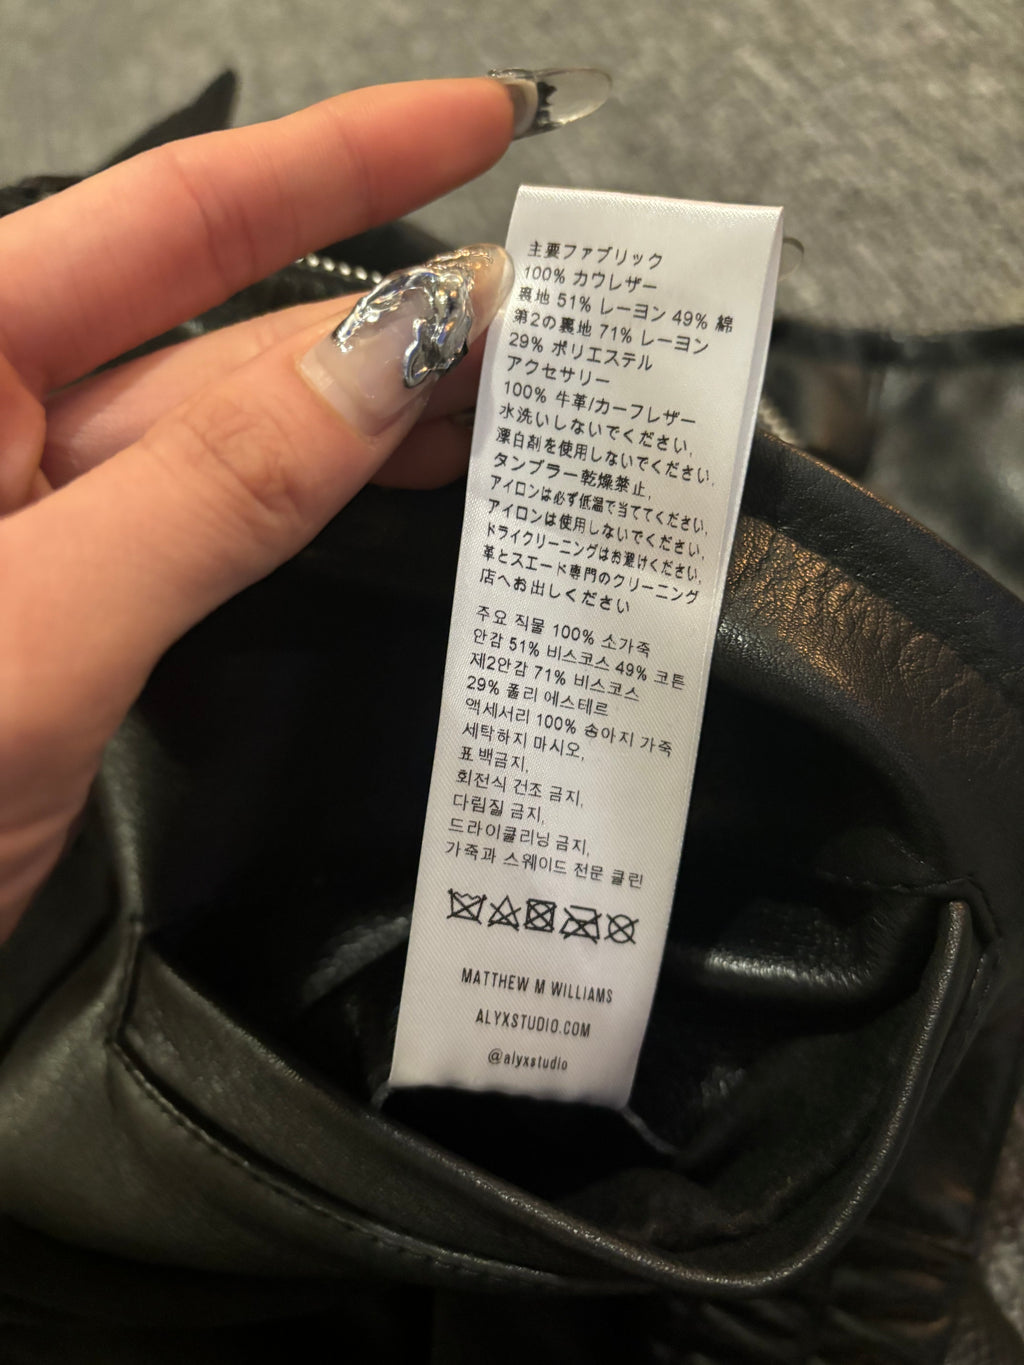 主要ファブリック
100% カウレザー
裏地 51% レーヨン 49% 綿
第2の裏地 71% レーヨン
29% ポリエステル
アクセサリー
100% 牛革/カーフレザー
水洗いしないでください,
漂白剤を使用しないでください,
タンブラー乾燥禁止,
アイロンは必ず低温で当ててください,
アイロンは使用しないでください,
ドライクリーニングはお避けください,
革とスエード専門のクリーニング
店へお出しください
주요 직물 100% 소가죽
안감 51% 비스코스 49% 코튼
제2안감 71% 비스코스
29% 폴리 에스테르
액세서리 100% 송아지 가죽
세탁하지 마시오,
표 백금지,
회전식 건조 금지,
다림질 금지,
드라이클리닝 금지,
가죽과 스웨이드 전문 클린
MATTHEW M WILLIAMS
ALYXSTUDIO.COM
@alyxstudio